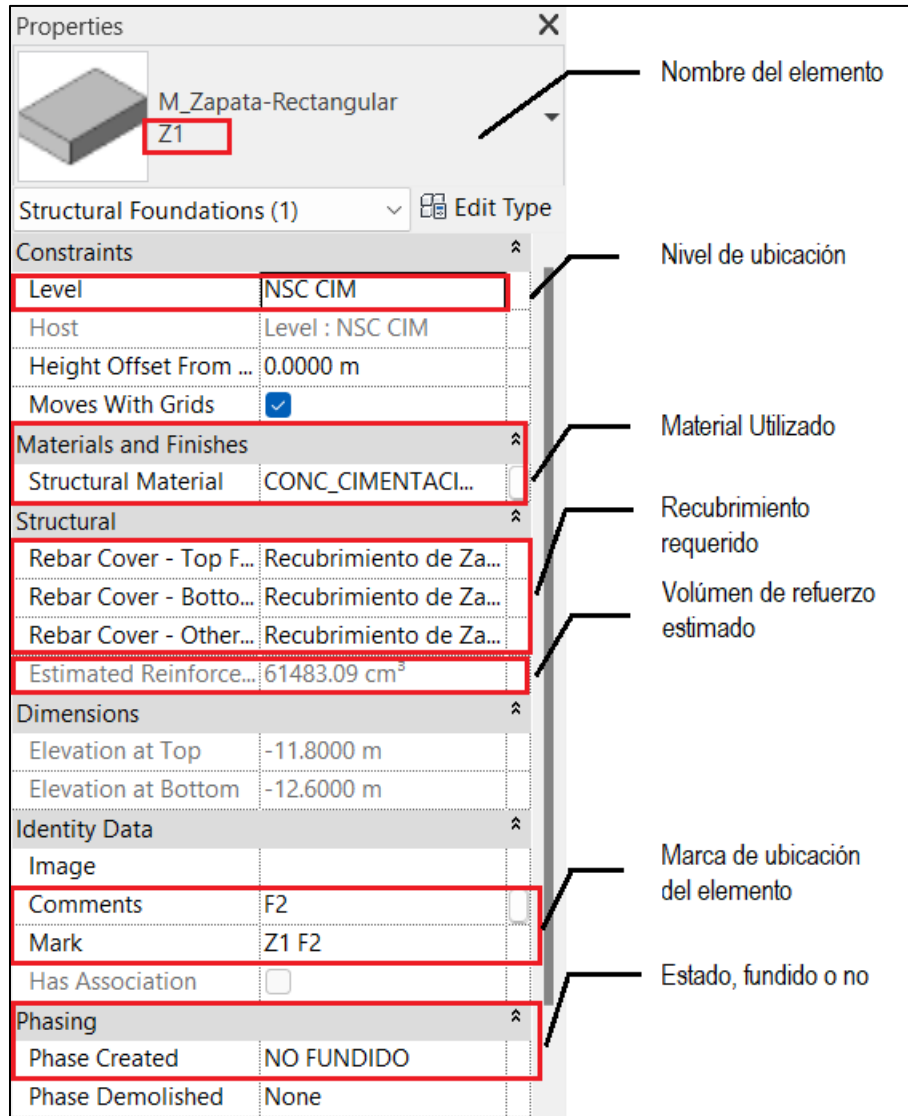 Properties
M_Zapata-Rectangular
Z1
Nombre del elemento
Structural Foundations (1) Edit Type
Constraints
Nivel de ubicación
Level NSC CIM
Host Level : NSC CIM
Height Offset From ... 0.0000 m
Moves With Grids
Materials and Finishes
Material Utilizado
Structural Material CONC_CIMENTACI...
Structural
Recubrimiento
requerido
Rebar Cover - Top F... Recubrimiento de Za...
Rebar Cover - Botto... Recubrimiento de Za...
Rebar Cover - Other... Recubrimiento de Za...
Volúmen de refuerzo
estimado
Estimated Reinforce... 61483.09 cm³
Dimensions
Elevation at Top -11.8000 m
Elevation at Bottom -12.6000 m
Identity Data
Image
Marca de ubicación
del elemento
Comments F2
Mark Z1 F2
Has Association
Estado, fundido o no
Phasing
Phase Created NO FUNDIDO
Phase Demolished None